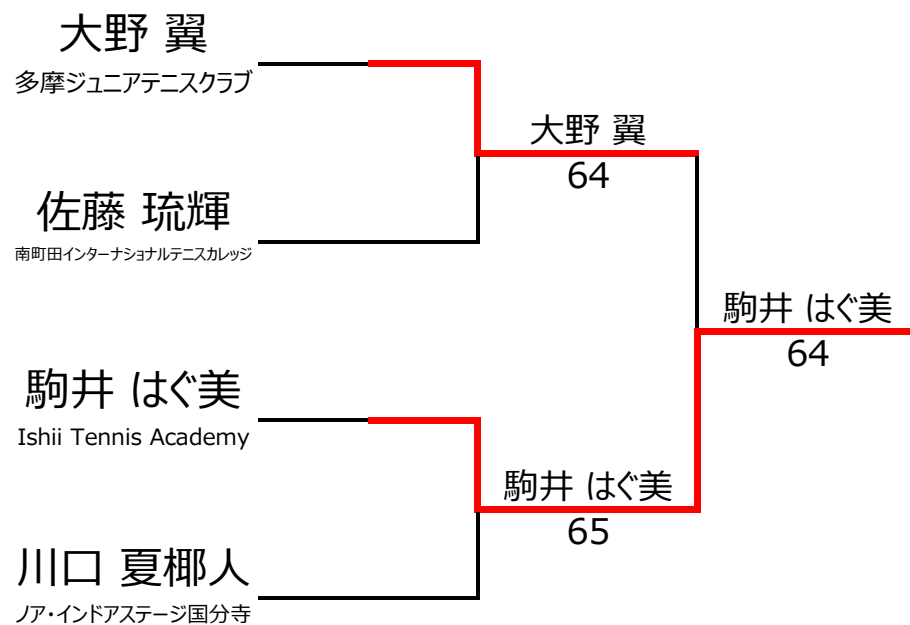 大野 翼
多摩ジュニアテニスクラブ
大野 翼
64
佐藤 琉輝
南町田インターナショナルテニスカレッジ
駒井 はぐ美
64
駒井 はぐ美
Ishii Tennis Academy
駒井 はぐ美
65
川口 夏椰人
ノア・インドアステージ国分寺